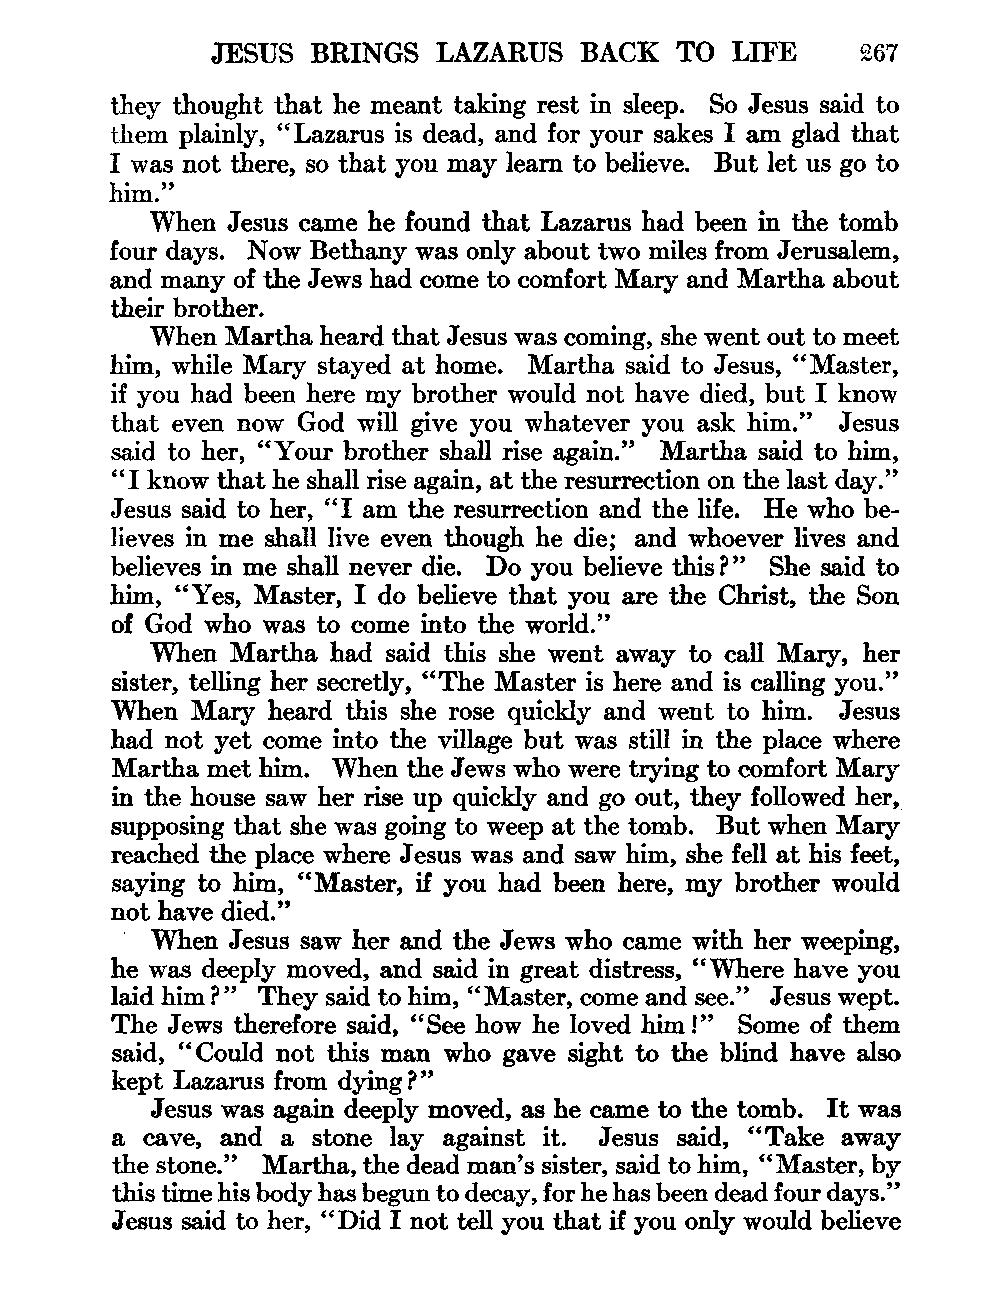 JESUS BRINGS LAZARUS BACK TO LIFE 267
they thought that he meant taking rest in sleep. So Jesus said to
them plainly, “Lazarus is dead, and for your sakes I am glad that
I was not there, so that you may learn to believe. But let us go to
him.”
When Jesus came he found that Lazarus had been in the tomb
four days. Now Bethany was only about two miles from Jerusalem,
and many of the Jews had come to comfort Mary and Martha about
their brother.
When Martha heard that Jesus was coming, she went out to meet
him, while Mary stayed at home. Martha said to Jesus, “Master,
if you had been here my brother would not have died, but I know
that even now God will give you whatever you ask him.” Jesus
said to her, “Your brother shall rise again.” Martha said to him,
“I know that he shall rise again, at the resurrection on the last day.”
Jesus said to her, “I am the resurrection and the life. He who be-
lieves in me shall live even though he die; and whoever lives and
believes in me shall never die. Do you believe this?” She said to
him, “Yes, Master, I do believe that you are the Christ, the Son
of God who was to come into the world.”
When Martha had said this she went away to call Mary, her
sister, telling her secretly, “The Master is here and is calling you.”
When Mary heard this she rose quickly and went to him. Jesus
had not yet come into the village but was still in the place where
Martha met him. When the Jews who were trying to comfort Mary
in the house saw her rise up quickly and go out, they followed her,
supposing that she was going to weep at the tomb. But when Mary
reached the place where Jesus was and saw him, she fell at his feet,
saying to him, “Master, if you had been here, my brother would
not have died.”
When Jesus saw her and the Jews who came with her weeping,
he was deeply moved, and said in great distress, “Where have you
laid him?” They said to him, “Master, come and see.” Jesus wept.
The Jews therefore said, “See how he loved him!” Some of them
said, “Could not this man who gave sight to the blind have also
kept Lazarus from dying?”
Jesus was again deeply moved, as he came to the tomb. It was
a cave, and a stone lay against it. Jesus said, “Take away
the stone.” Martha, the dead man’s sister, said to him, “Master, by
this time his body has begun to decay, for he has been dead four days.”
Jesus said to her, “Did I not tell you that if you only would believe